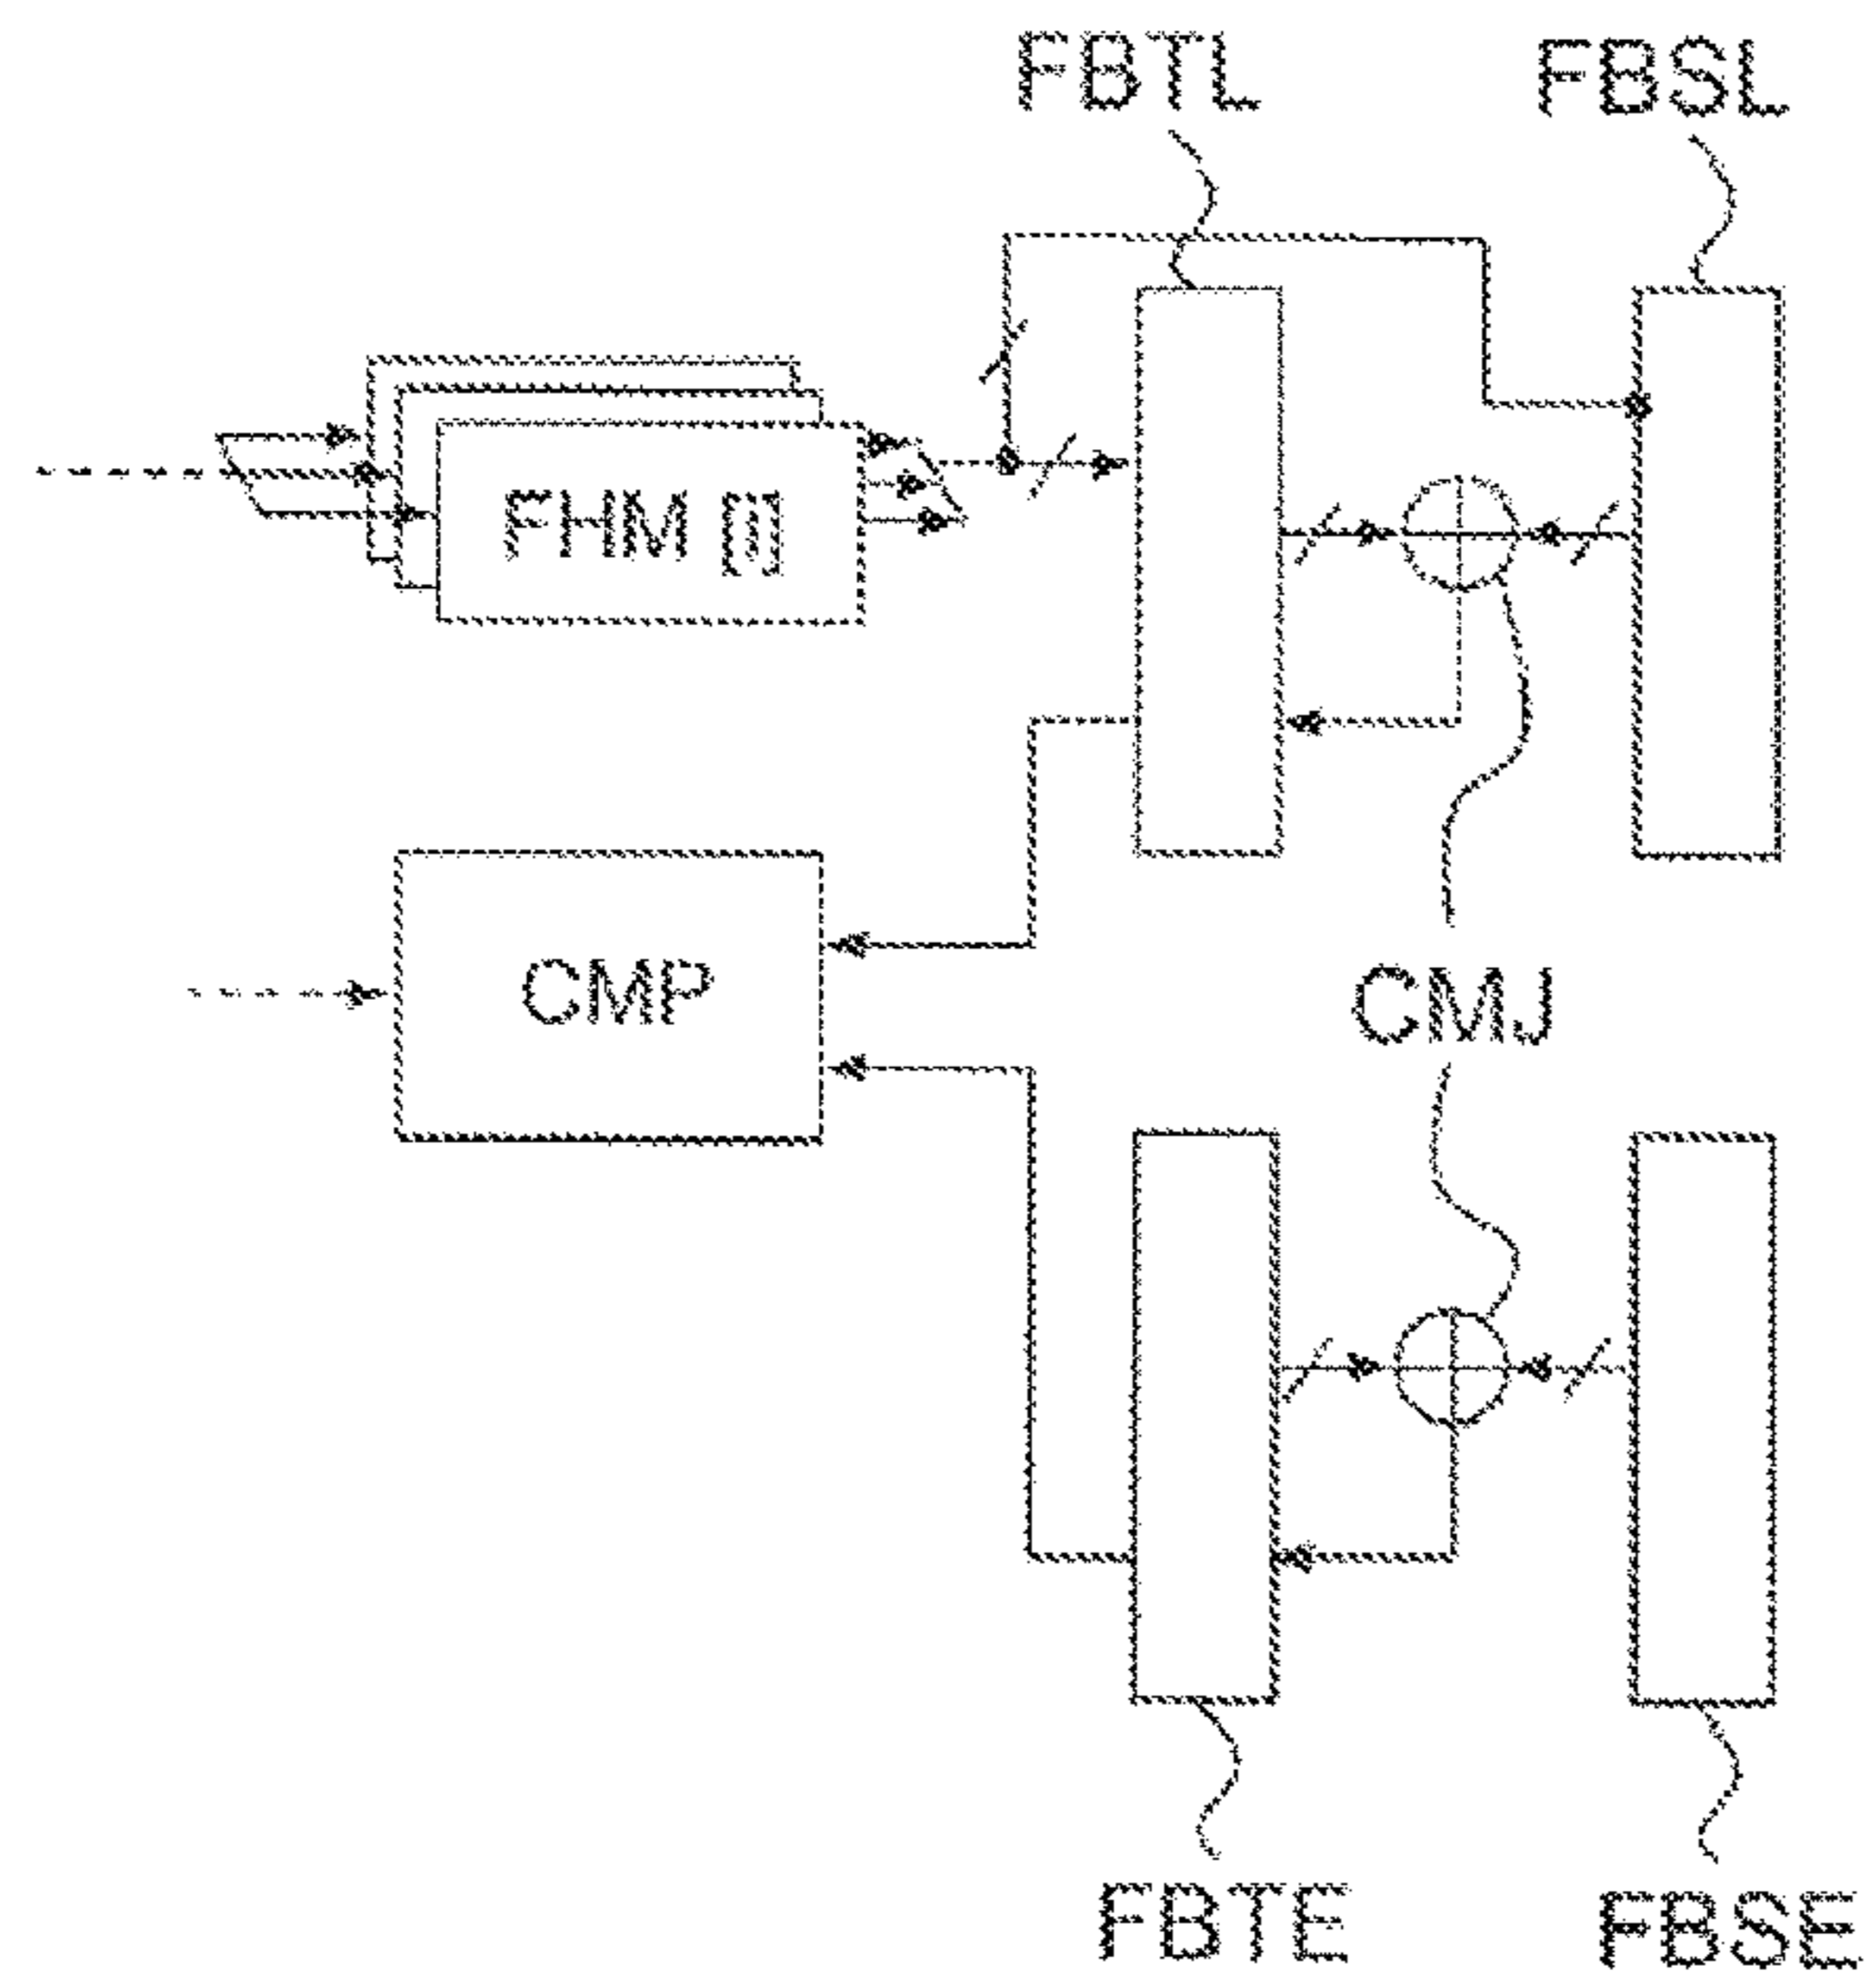 FBTL
FBSL
FHM [i]
CMP
CMJ
FBTE
FBSE